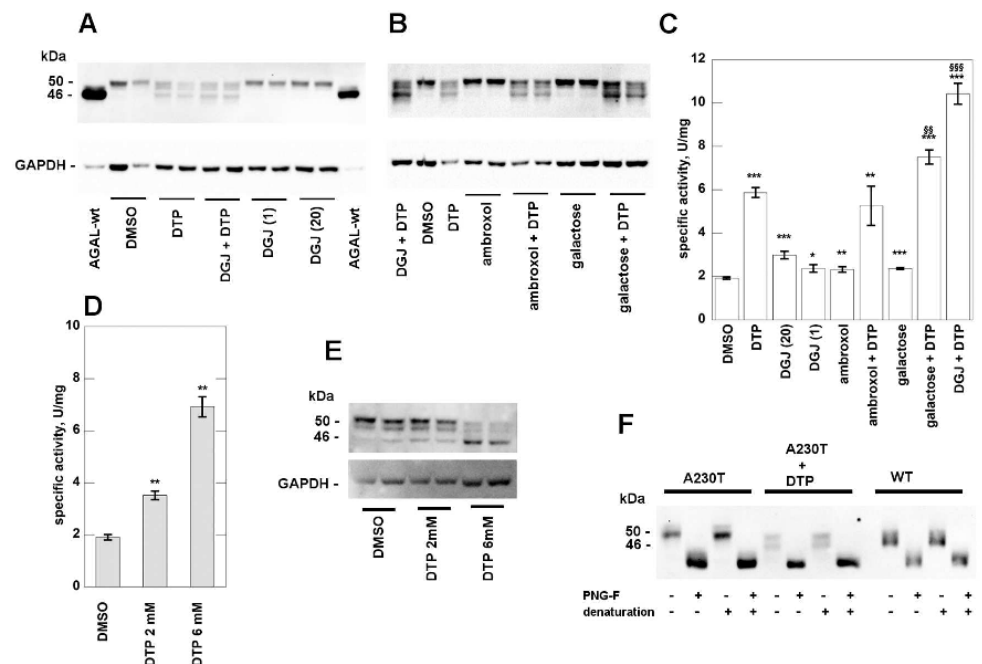 A
kDa
50 -
46 -
GAPDH -
AGAL-wt
DMSO
DTP
DGJ + DTP
DGJ (1)
DGJ (20)
AGAL-wt
B
DGJ + DTP
DMSO
DTP
ambroxol
ambroxol + DTP
galactose
galactose + DTP
C
specific activity, U/mg
12
10
8
6
4
2
0
***
***
*
**
**
***
§§
***
§§§
***
DMSO
DTP
DGJ (20)
DGJ (1)
ambroxol
ambroxol + DTP
galactose
galactose + DTP
DGJ + DTP
D
specific activity, U/mg
10
8
6
4
2
0
**
**
DMSO
DTP 2 mM
DTP 6 mM
E
kDa
50 -
46 -
GAPDH -
DMSO
DTP 2mM
DTP 6mM
F
A230T
A230T
+
DTP
WT
kDa
50 -
46 -
PNG-F - + - + - + - + - + - +
denaturation - - + + - - + + - - + +